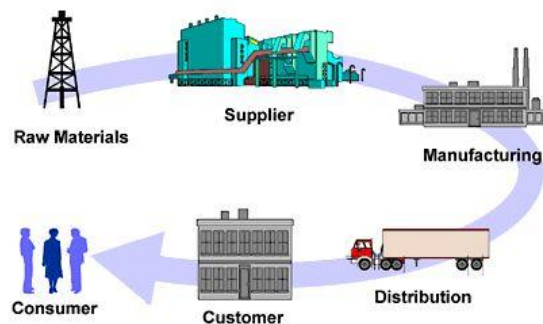 Raw Materials
Supplier
Manufacturing
Distribution
Customer
Consumer